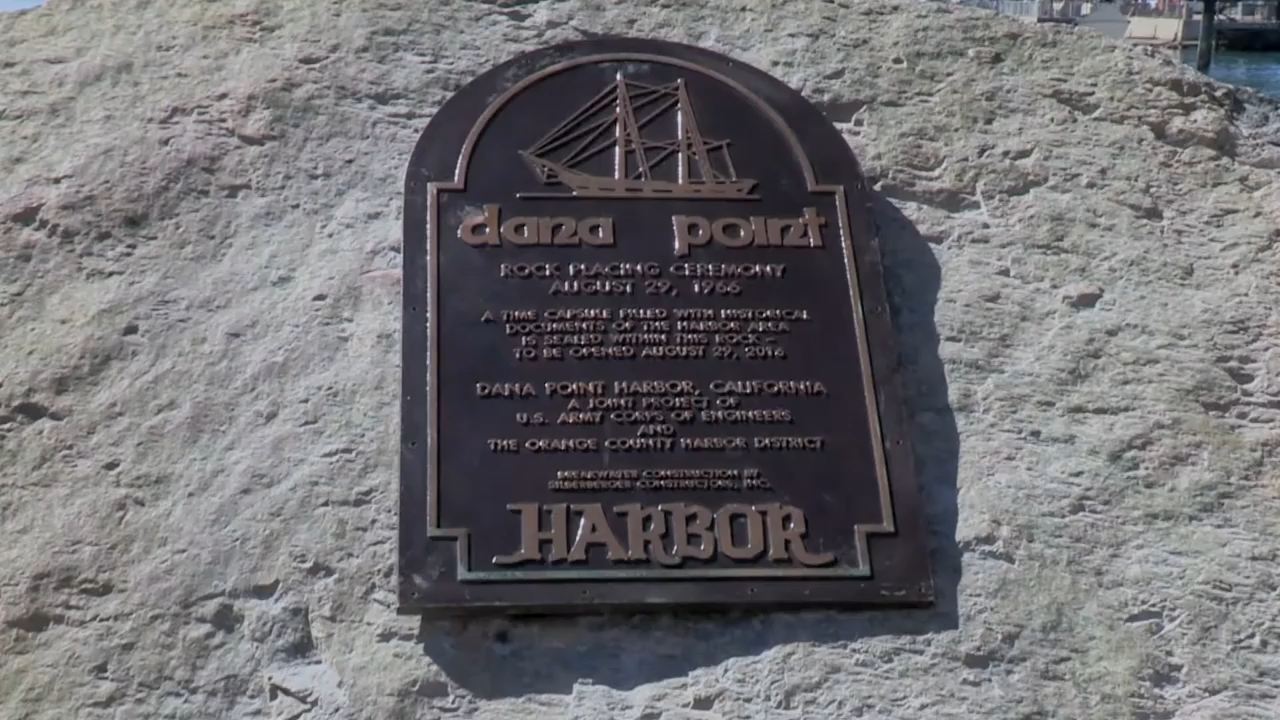 dana point
ROCK PLACING CEREMONY
AUGUST 29, 1966
A TIME CAPSULE FILLED WITH HISTORICAL
DOCUMENTS OF THE HARBOR AREA
IS SEALED WITHIN THIS ROCK –
TO BE OPENED AUGUST 29, 2016
DANA POINT HARBOR, CALIFORNIA
A JOINT PROJECT OF
U.S. ARMY CORPS OF ENGINEERS
AND
THE ORANGE COUNTY HARBOR DISTRICT
BREAKWATER CONSTRUCTION BY
SILBERBERGER CONSTRUCTORS, INC.
HARBOR